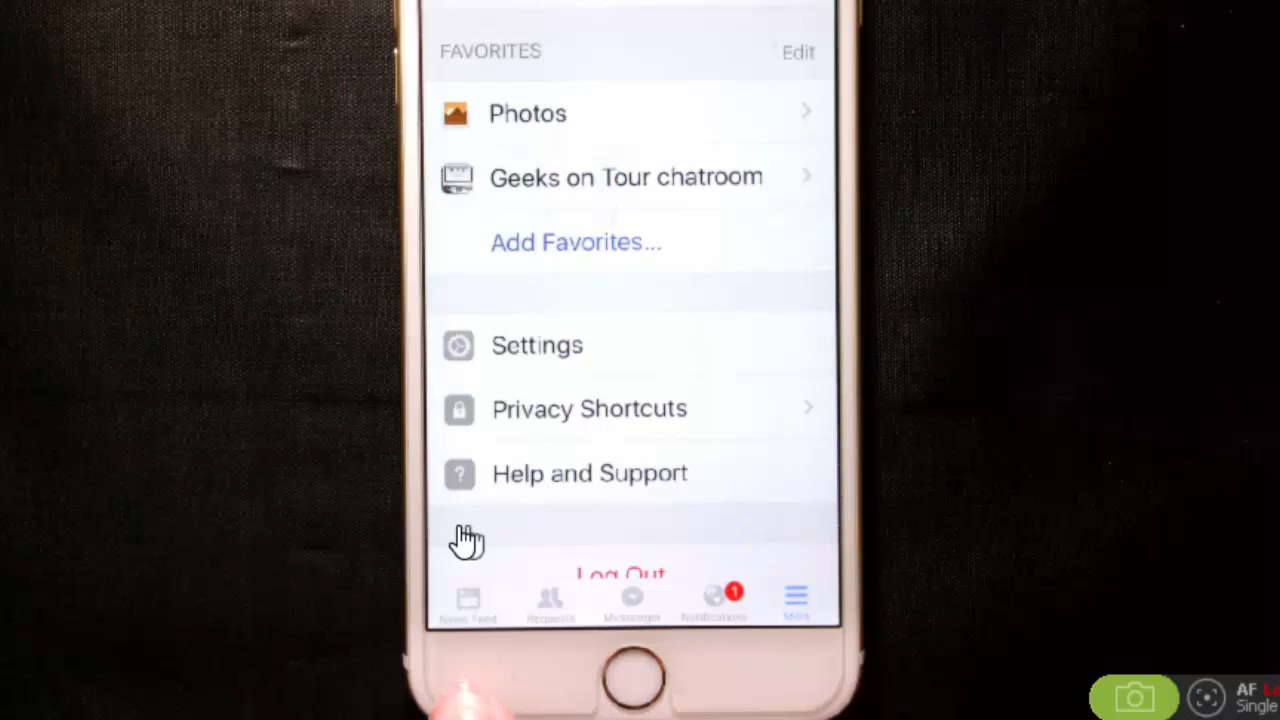 FAVORITES Edit
Photos
Geeks on Tour chatroom
Add Favorites...
Settings
Privacy Shortcuts
?
Help and Support
Log Out
1
News Feed Requests Messenger Notifications More
AF
Single